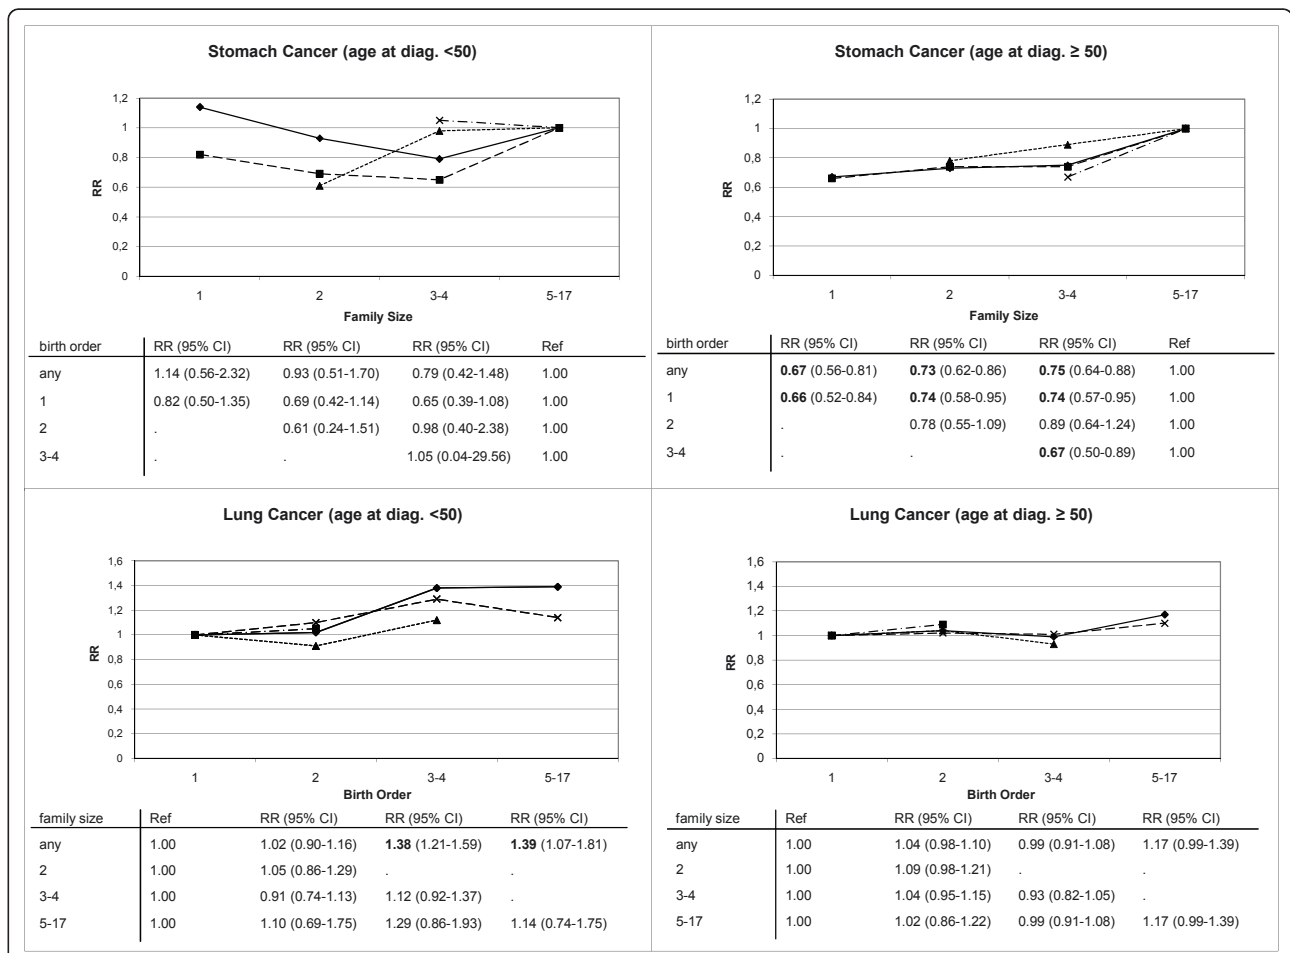 Stomach Cancer (age at diag. <50)
1,2
1
0,8
0,6
0,4
0,2
0
RR
1 2 3-4 5-17
Family Size
birth order RR (95% CI) RR (95% CI) RR (95% CI) Ref
any 1.14 (0.56-2.32) 0.93 (0.51-1.70) 0.79 (0.42-1.48) 1.00
1 0.82 (0.50-1.35) 0.69 (0.42-1.14) 0.65 (0.39-1.08) 1.00
2 . 0.61 (0.24-1.51) 0.98 (0.40-2.38) 1.00
3-4 . . 1.05 (0.04-29.56) 1.00
Stomach Cancer (age at diag. ≥ 50)
1,2
1
0,8
0,6
0,4
0,2
0
RR
1 2 3-4 5-17
Family Size
birth order RR (95% CI) RR (95% CI) RR (95% CI) Ref
any 0.67 (0.56-0.81) 0.73 (0.62-0.86) 0.75 (0.64-0.88) 1.00
1 0.66 (0.52-0.84) 0.74 (0.58-0.95) 0.74 (0.57-0.95) 1.00
2 . 0.78 (0.55-1.09) 0.89 (0.64-1.24) 1.00
3-4 . . 0.67 (0.50-0.89) 1.00
Lung Cancer (age at diag. <50)
1,6
1,4
1,2
1
0,8
0,6
0,4
0,2
0
RR
1 2 3-4 5-17
Birth Order
family size Ref RR (95% CI) RR (95% CI) RR (95% CI)
any 1.00 1.02 (0.90-1.16) 1.38 (1.21-1.59) 1.39 (1.07-1.81)
2 1.00 1.05 (0.86-1.29) . .
3-4 1.00 0.91 (0.74-1.13) 1.12 (0.92-1.37) .
5-17 1.00 1.10 (0.69-1.75) 1.29 (0.86-1.93) 1.14 (0.74-1.75)
Lung Cancer (age at diag. ≥ 50)
1,6
1,4
1,2
1
0,8
0,6
0,4
0,2
0
RR
1 2 3-4 5-17
Birth Order
family size Ref RR (95% CI) RR (95% CI) RR (95% CI)
any 1.00 1.04 (0.98-1.10) 0.99 (0.91-1.08) 1.17 (0.99-1.39)
2 1.00 1.09 (0.98-1.21) . .
3-4 1.00 1.04 (0.95-1.15) 0.93 (0.82-1.05) .
5-17 1.00 1.02 (0.86-1.22) 0.99 (0.91-1.08) 1.17 (0.99-1.39)